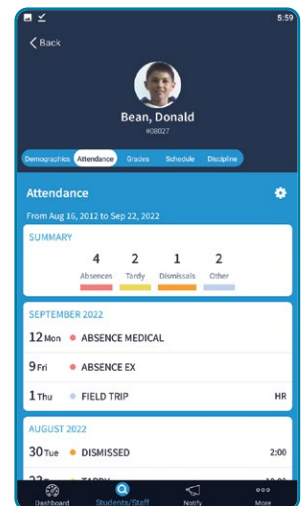 5:59
Back
Bean, Donald
#08027
Demographics Attendance Grades Schedule Discipline
Attendance
From Aug 16, 2012 to Sep 22, 2022
SUMMARY
4 2 1 2
Absences Tardy Dismissals Other
SEPTEMBER 2022
12 Mon ABSENCE MEDICAL
9 Fri ABSENCE EX
1 Thu FIELD TRIP HR
AUGUST 2022
30 Tue DISMISSED 2:00
TARDY
Dashboard Students/Staff Notify More